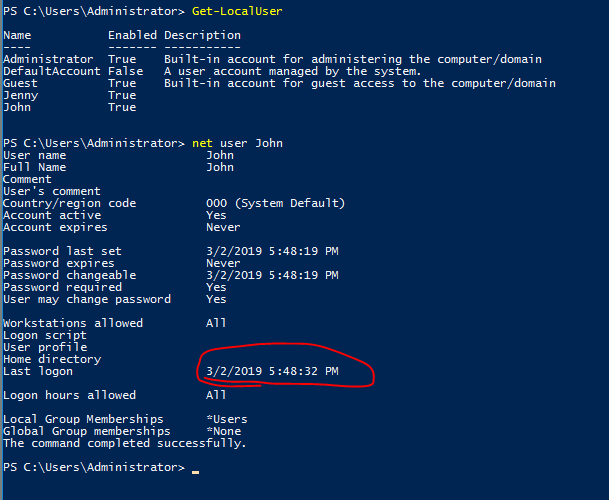 PS C:\Users\Administrator> Get-LocalUser
Name Enabled Description
---- ------- -----------
Administrator True Built-in account for administering the computer/domain
DefaultAccount False A user account managed by the system.
Guest True Built-in account for guest access to the computer/domain
Jenny True
John True
PS C:\Users\Administrator> net user John
User name John
Full Name John
Comment
User's comment
Country/region code 000 (System Default)
Account active Yes
Account expires Never
Password last set 3/2/2019 5:48:19 PM
Password expires Never
Password changeable 3/2/2019 5:48:19 PM
Password required Yes
User may change password Yes
Workstations allowed All
Logon script
User profile
Home directory
Last logon 3/2/2019 5:48:32 PM
Logon hours allowed All
Local Group Memberships *Users
Global Group memberships *None
The command completed successfully.
PS C:\Users\Administrator> _